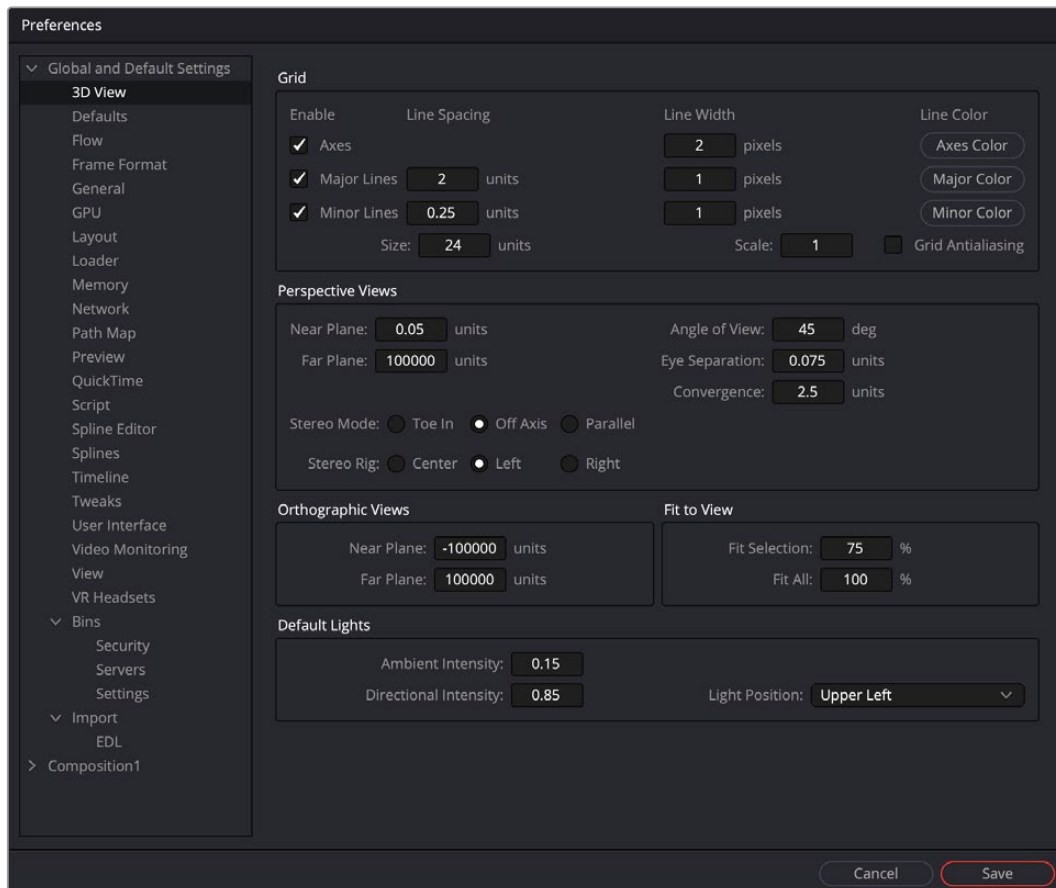 Preferences
Global and Default Settings
3D View
Defaults
Flow
Frame Format
General
GPU
Layout
Loader
Memory
Network
Path Map
Preview
QuickTime
Script
Spline Editor
Splines
Timeline
Tweaks
User Interface
Video Monitoring
View
VR Headsets
Bins
Security
Servers
Settings
Import
EDL
Composition1
Grid
Enable Line Spacing Line Width Line Color
Axes 2 pixels Axes Color
Major Lines 2 units 1 pixels Major Color
Minor Lines 0.25 units 1 pixels Minor Color
Size: 24 units Scale: 1 Grid Antialiasing
Perspective Views
Near Plane: 0.05 units Angle of View: 45 deg
Far Plane: 100000 units Eye Separation: 0.075 units
Convergence: 2.5 units
Stereo Mode: Toe In Off Axis Parallel
Stereo Rig: Center Left Right
Orthographic Views
Near Plane: -100000 units
Far Plane: 100000 units
Fit to View
Fit Selection: 75 %
Fit All: 100 %
Default Lights
Ambient Intensity: 0.15
Directional Intensity: 0.85 Light Position: Upper Left
Cancel Save